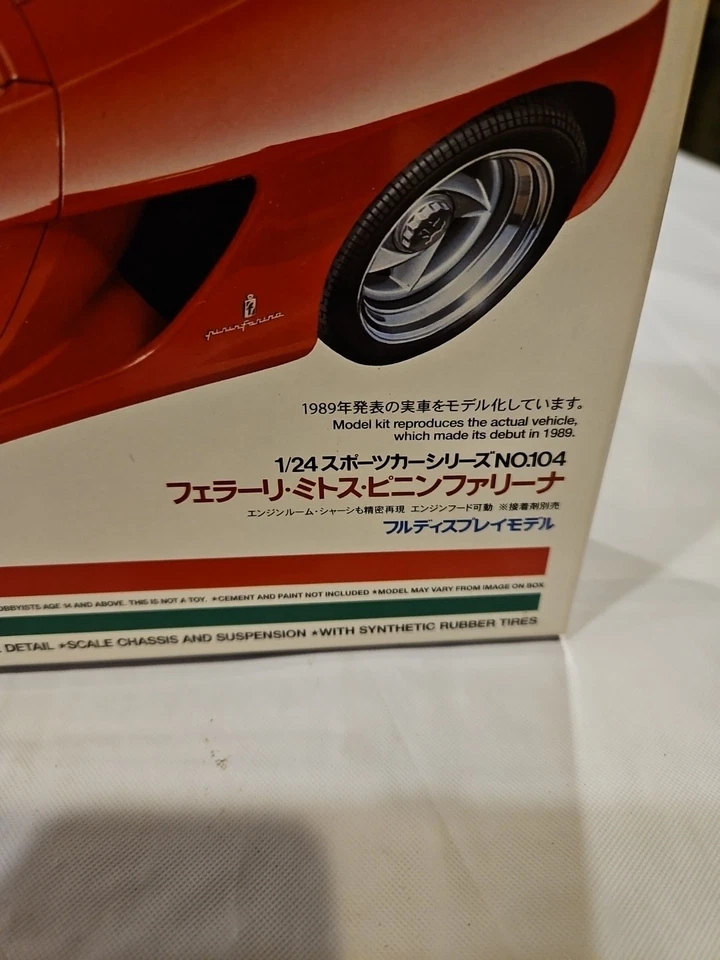 pininfarina
1989年発表の実車をモデル化しています。
Model kit reproduces the actual vehicle,
which made its debut in 1989.
1/24スポーツカーシリーズNO.104
フェラーリ・ミトス・ピニンファリーナ
エンジンルーム・シャーシも精密再現 エンジンフード可動 ※接着剤別売
フルディスプレイモデル
OBBYISTS AGE 14 AND ABOVE. THIS IS NOT A TOY. ★CEMENT AND PAINT NOT INCLUDED ★MODEL MAY VARY FROM IMAGE ON BOX
DETAIL ★SCALE CHASSIS AND SUSPENSION ★WITH SYNTHETIC RUBBER TIRES